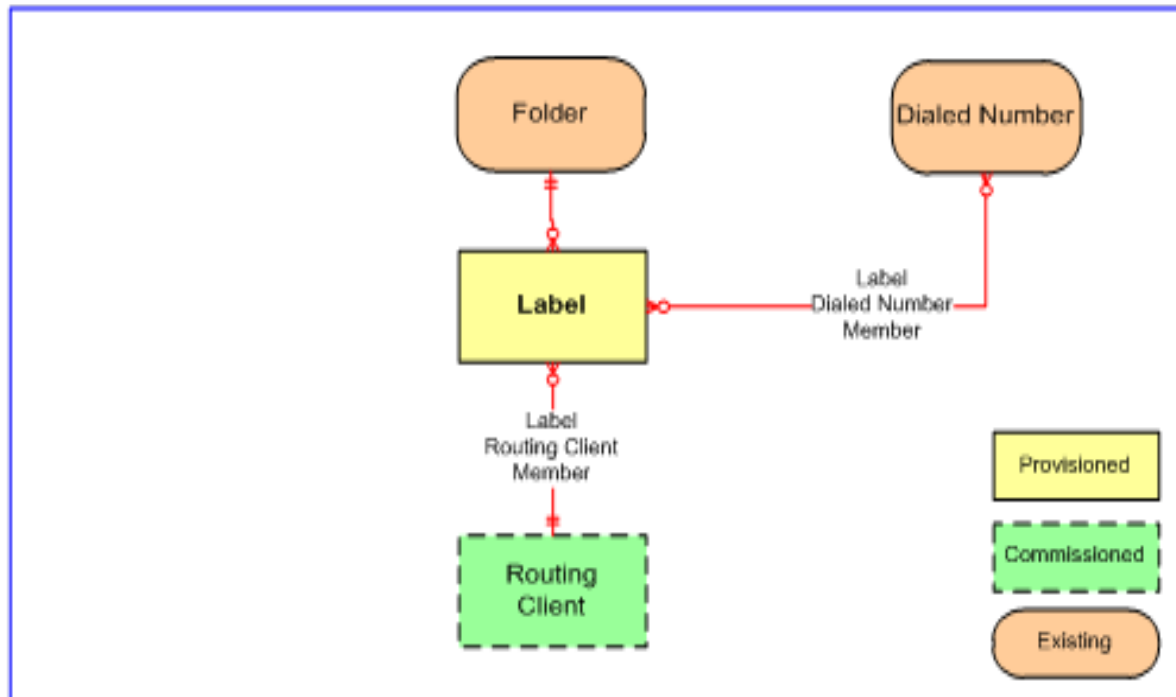 Folder
Dialed Number
Label
Label
Dialed Number
Member
Label
Routing Client
Member
Routing
Client
Provisioned
Commissioned
Existing